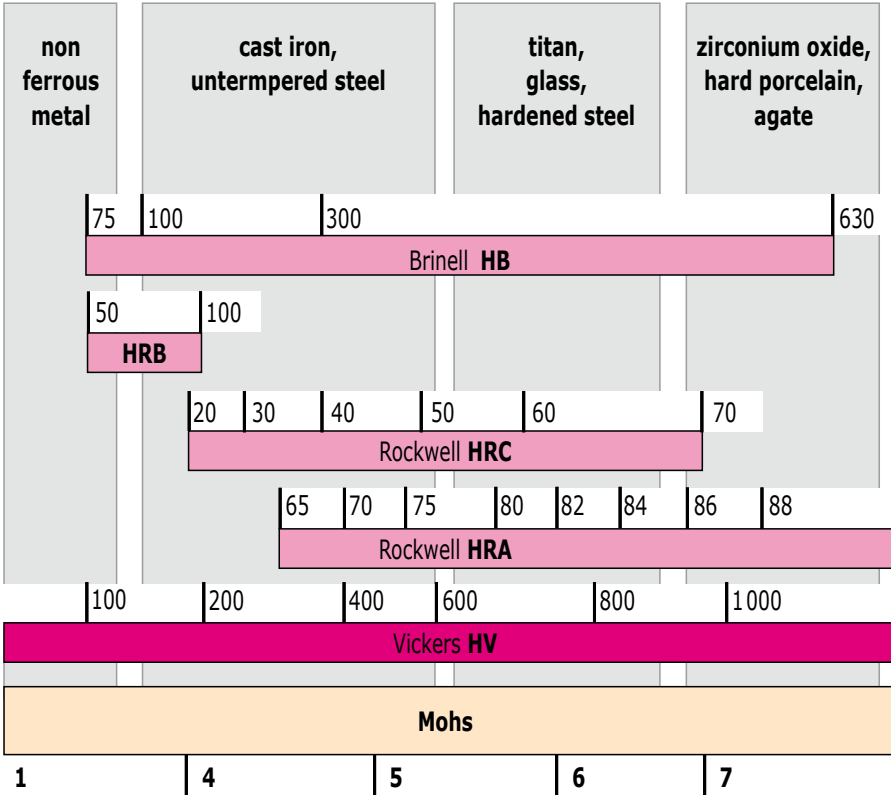 non
ferrous
metal
cast iron,
untermpered steel
titan,
glass,
hardened steel
zirconium oxide,
hard porcelain,
agate
75 100 300 630
Brinell HB
50 100
HRB
20 30 40 50 60 70
Rockwell HRC
65 70 75 80 82 84 86 88
Rockwell HRA
100 200 400 600 800 1000
Vickers HV
Mohs
1 4 5 6 7